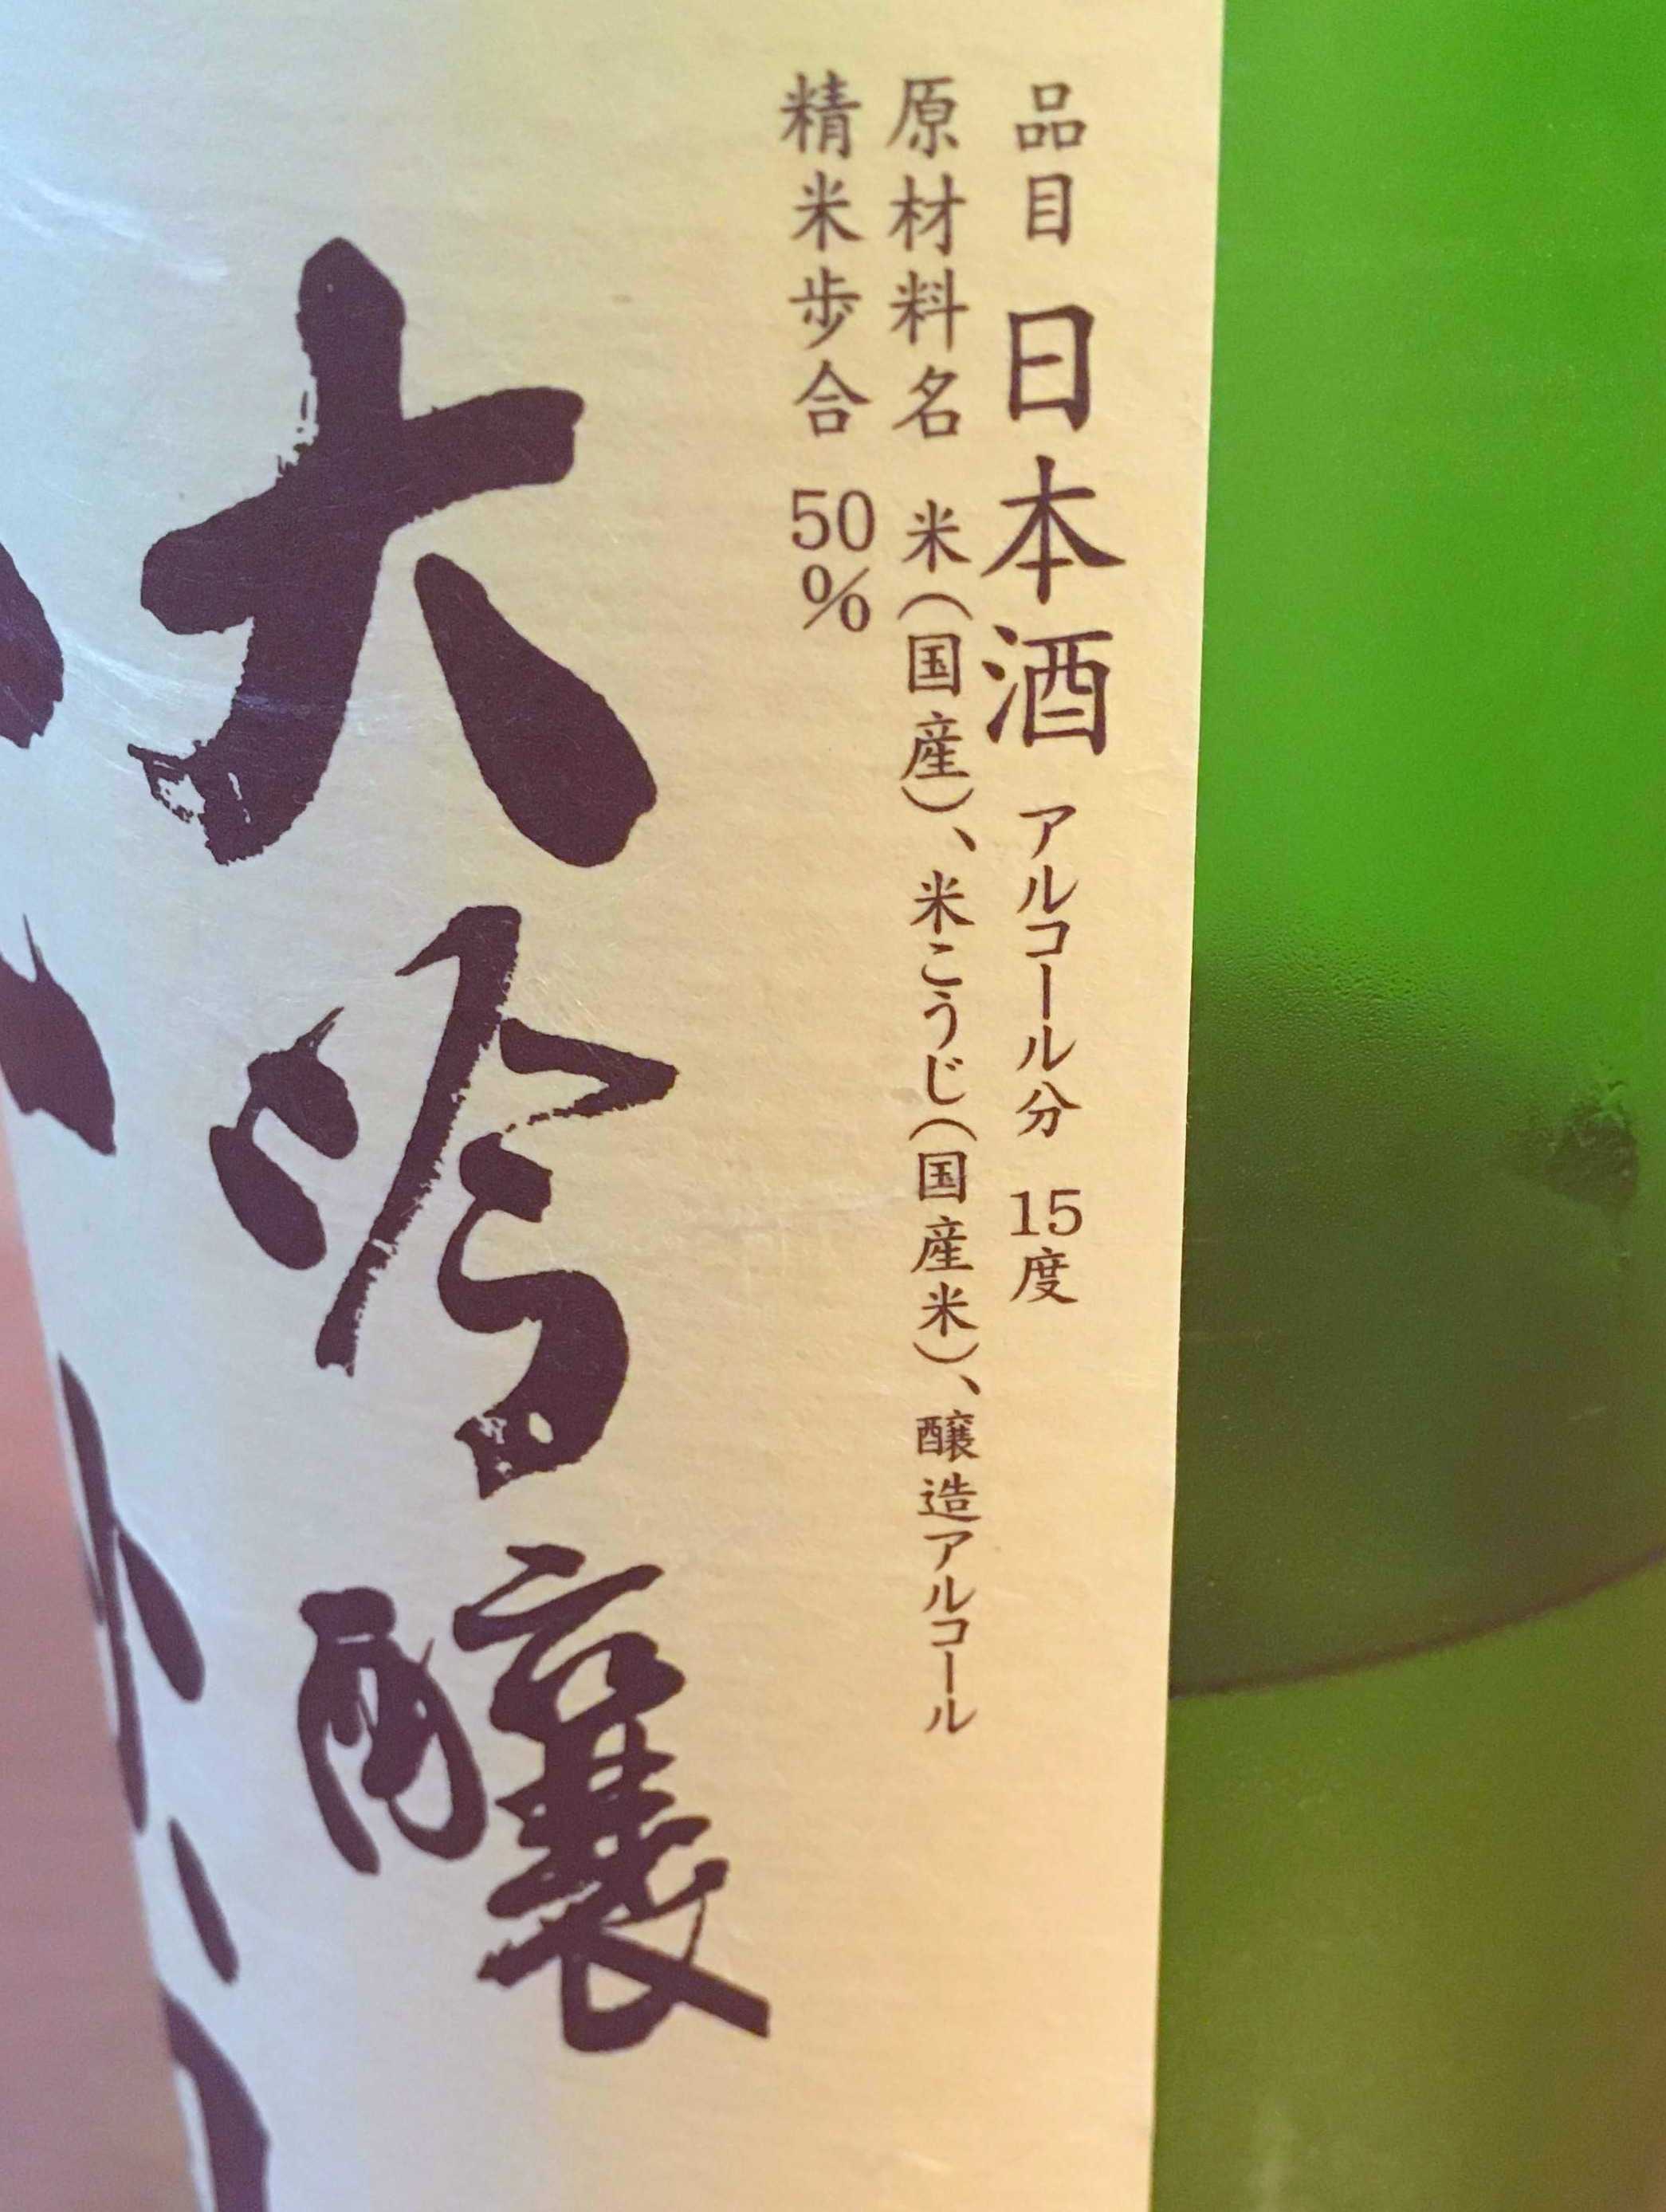 品目 日本酒 アルコール分 15度
原材料名 米(国産)、米こうじ(国産米)、醸造アルコール
精米歩合 50%
大吟醸